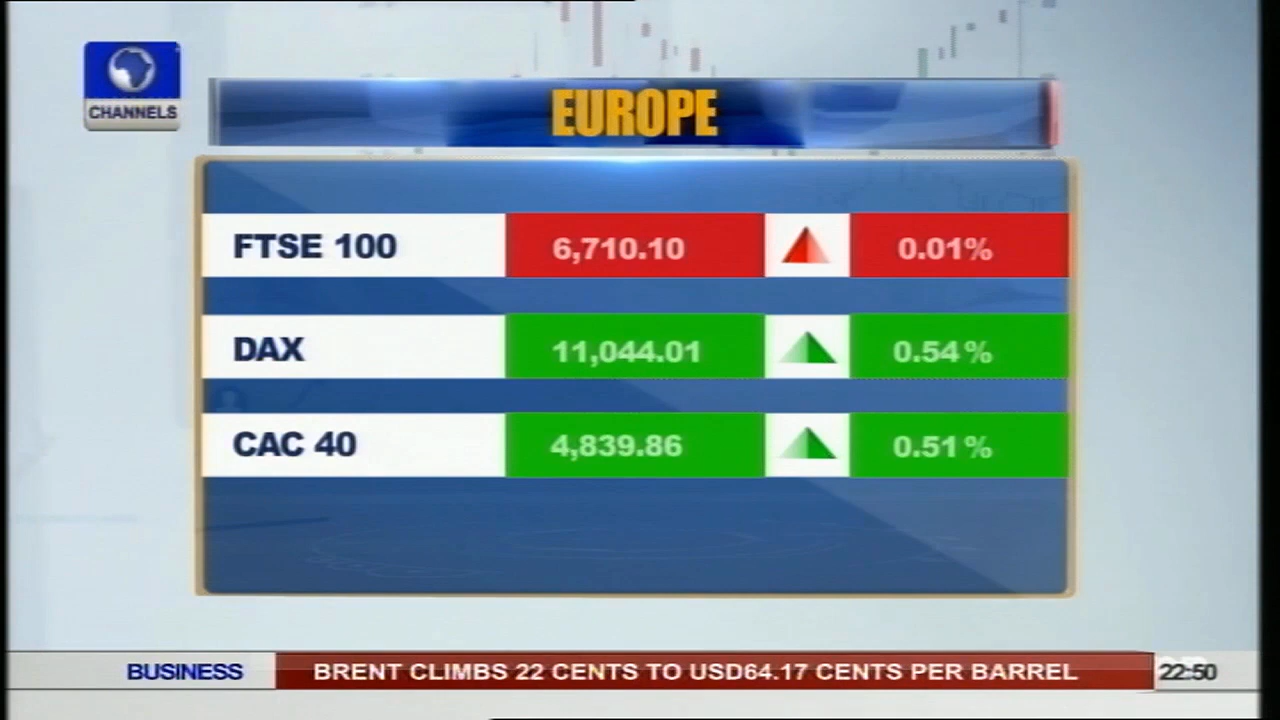 CHANNELS
EUROPE
FTSE 100 6,710.10 0.01%
DAX 11,044.01 0.54%
CAC 40 4,839.86 0.51%
BUSINESS BRENT CLIMBS 22 CENTS TO USD64.17 CENTS PER BARREL 22:50